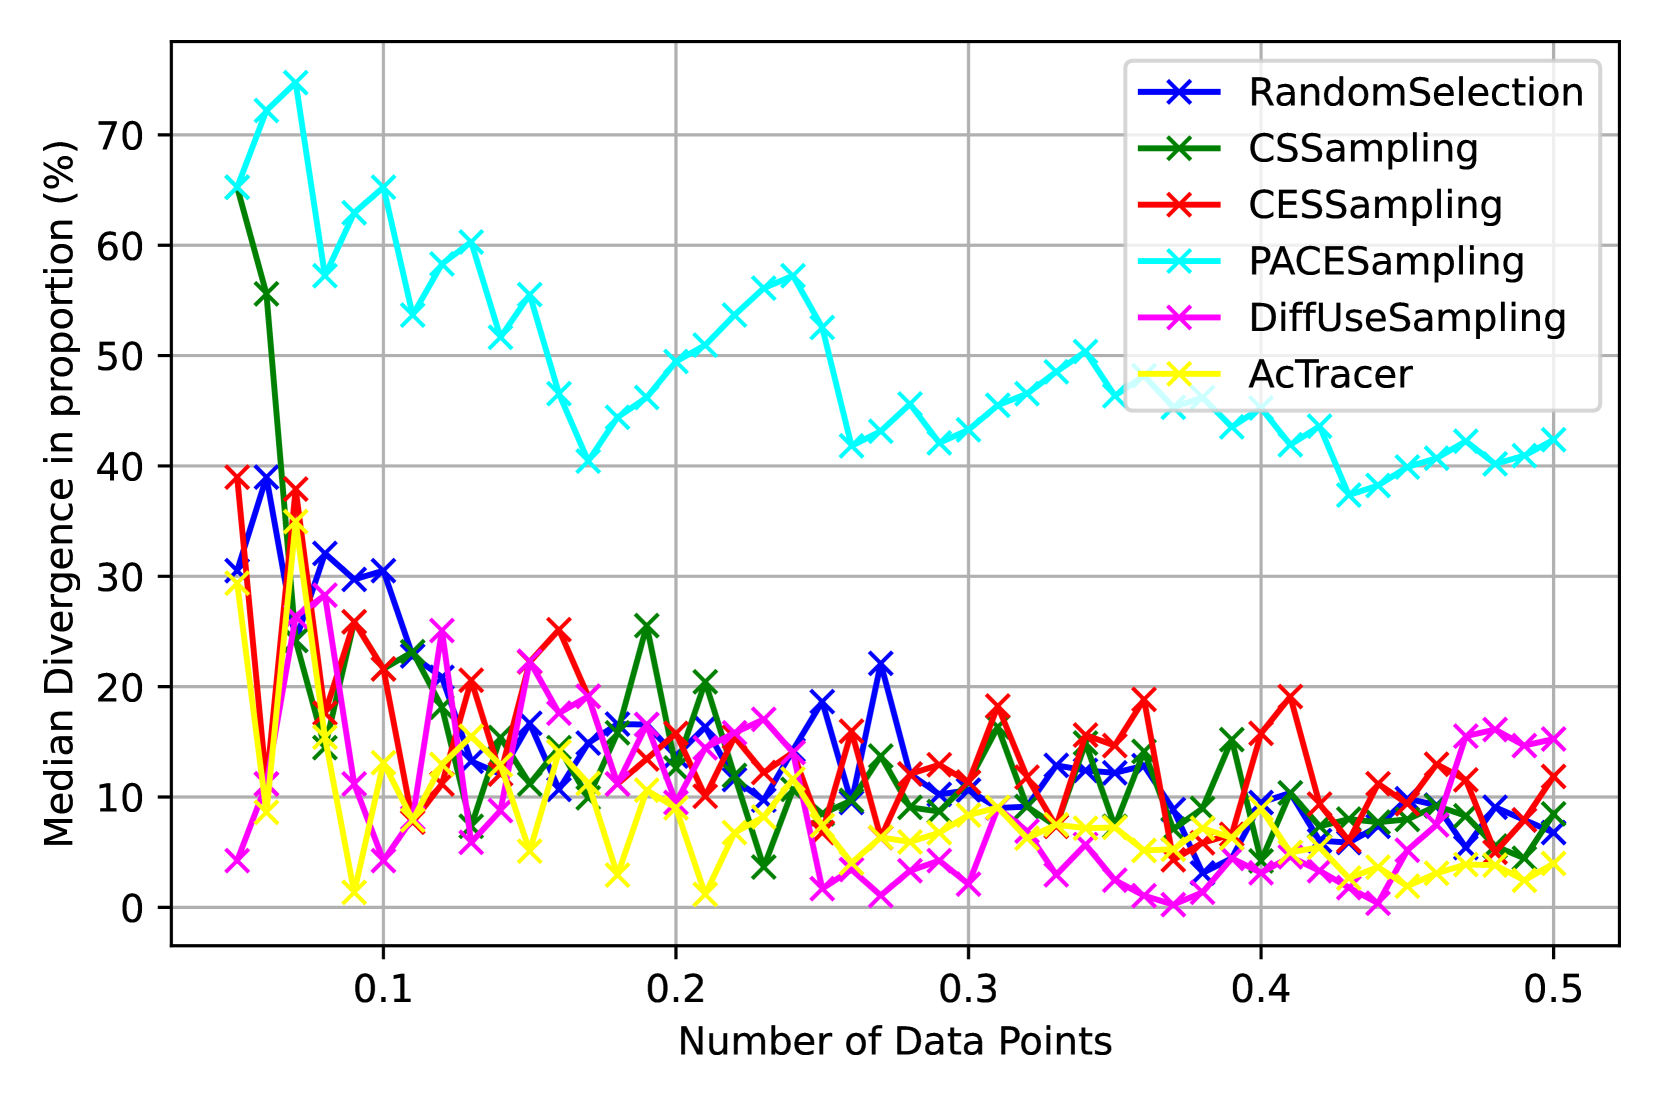 Median Divergence in proportion (%)
70
60
50
40
30
20
10
0
RandomSelection
CSSampling
CESSampling
PACESampling
DiffUseSampling
AcTracer
0.1 0.2 0.3 0.4 0.5
Number of Data Points